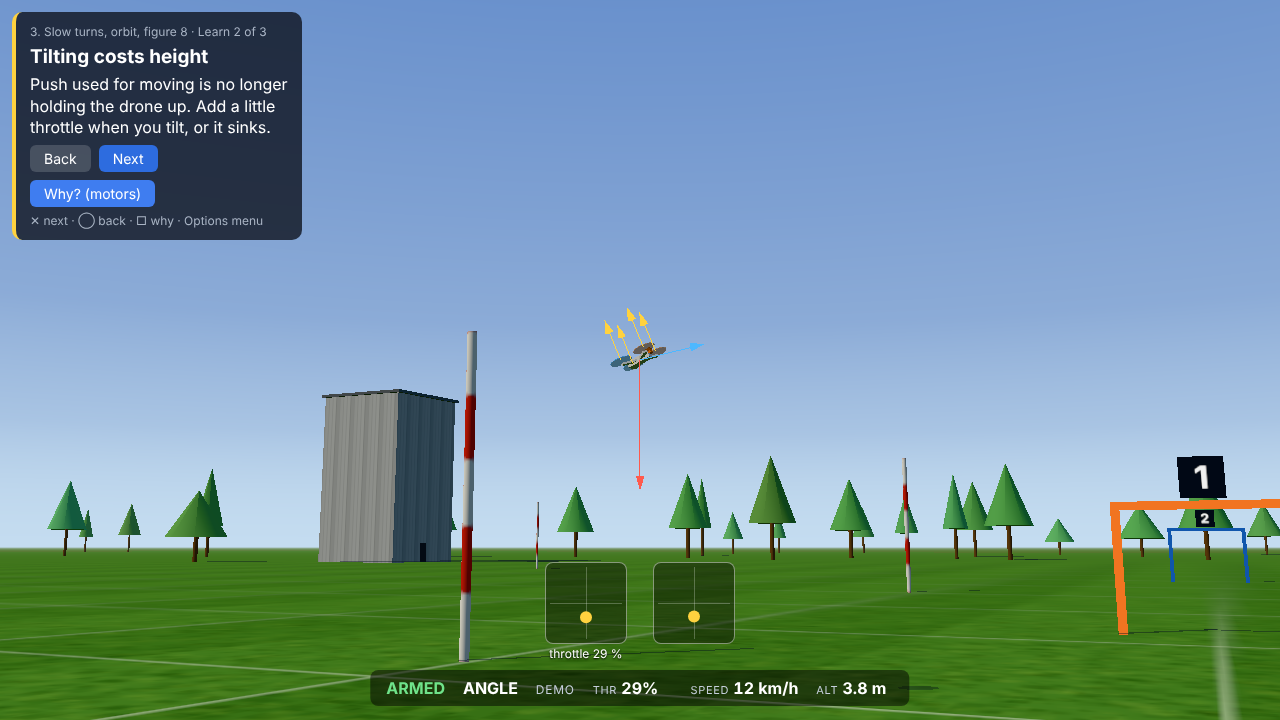 3. Slow turns, orbit, figure 8 · Learn 2 of 3
Tilting costs height
Push used for moving is no longer
holding the drone up. Add a little
throttle when you tilt, or it sinks.
Back
Next
Why? (motors)
✕ next · ◯ back · ☐ why · Options menu
1
2
throttle 29 %
ARMED ANGLE DEMO THR 29% SPEED 12 km/h ALT 3.8 m